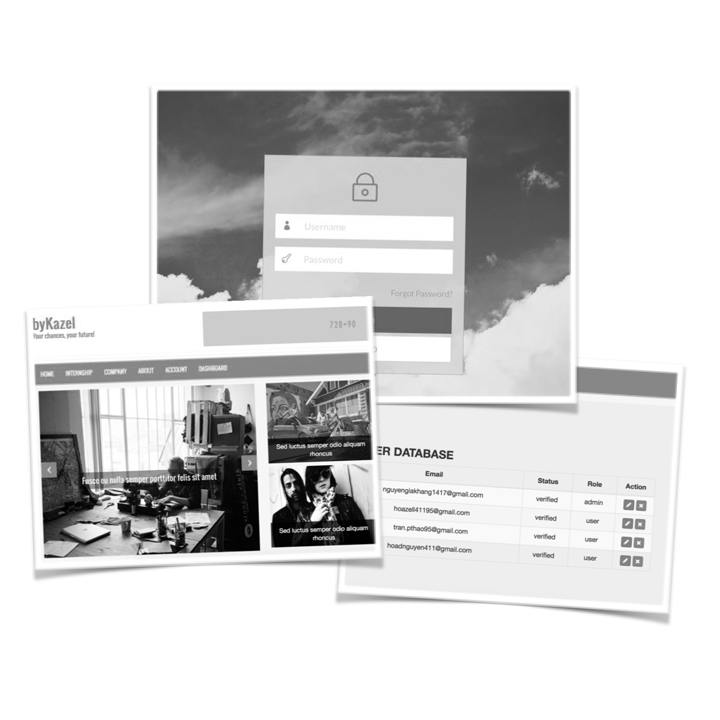 Username
Password
Forgot Password?
byKazel
Your chances, your future!
728×90
HOME INTERNSHIP COMPANY ABOUT ACCOUNT DASHBOARD
Fusce eu nulla semper porttitor felis sit amet
Sed luctus semper odio aliquam
rhoncus
Sed luctus semper odio aliquam
rhoncus
ER DATABASE
Email Status Role Action
nguyengiakhang1417@gmail.com verified admin
hoazell41195@gmail.com verified user
tran.pthao95@gmail.com verified user
hoadnguyen411@gmail.com verified user